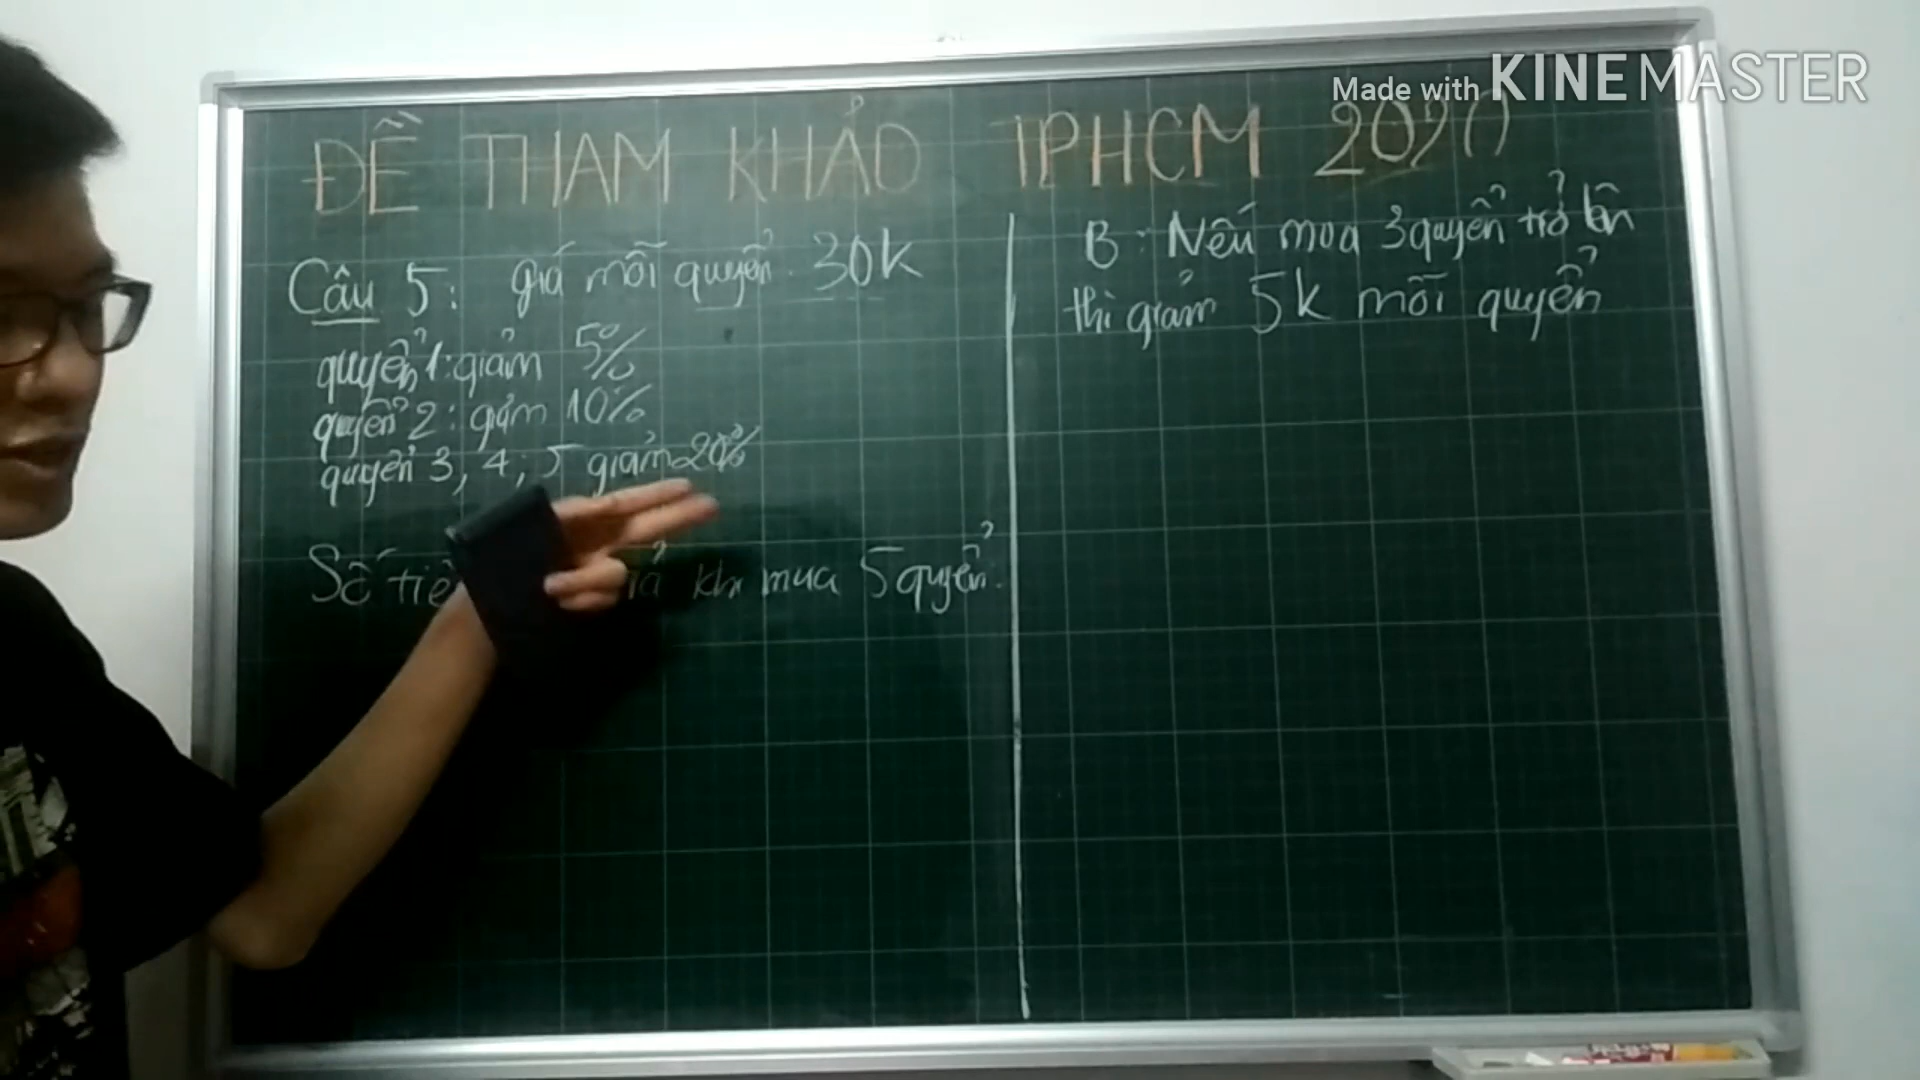 Made with KINEMASTER
ĐỀ THAM KHẢO TPHCM 2020
Câu 5: giá mỗi quyển 30k
quyển 1: giảm 5%
quyển 2: giảm 10%
quyển 3, 4, 5 giảm 20%
Số khi mua 5 quyển.
B: Nếu mua 3 quyển trở lên
thì giảm 5k mỗi quyển